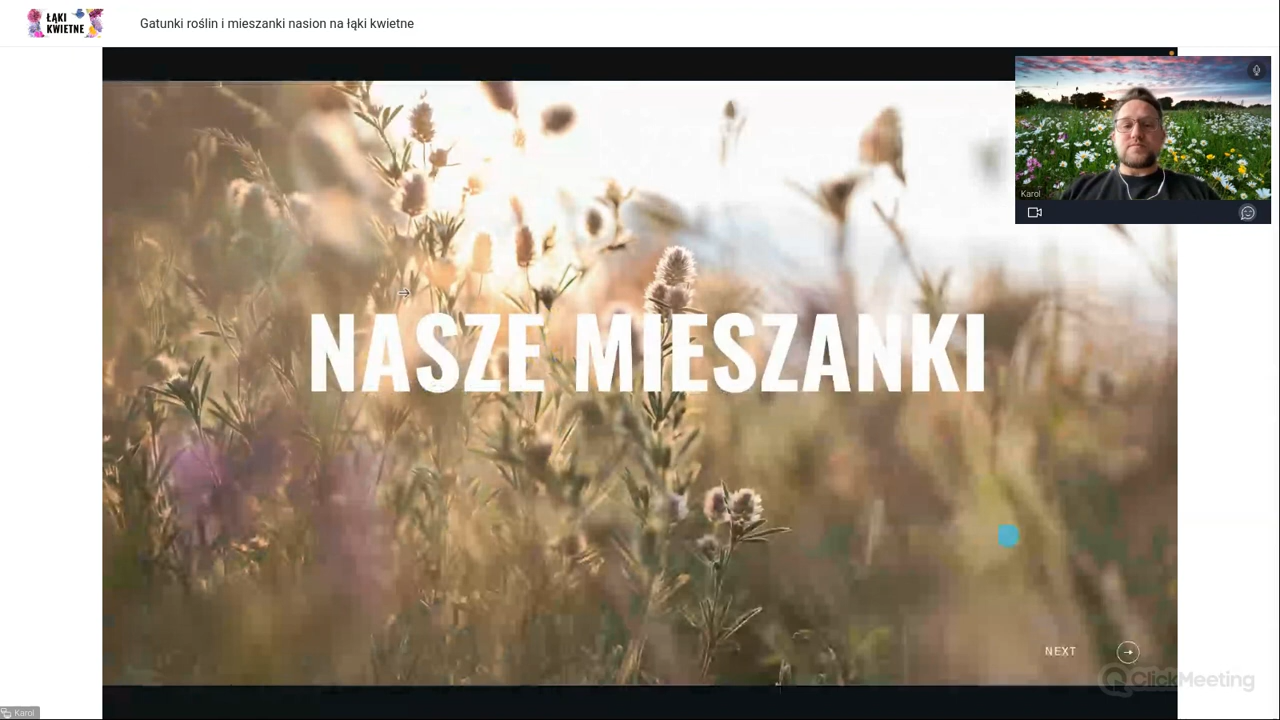 ŁĄKI
KWIETNE
Gatunki roślin i mieszanki nasion na łąki kwietne
Karol
NASZE MIESZANKI
NEXT
ClickMeeting
Karol